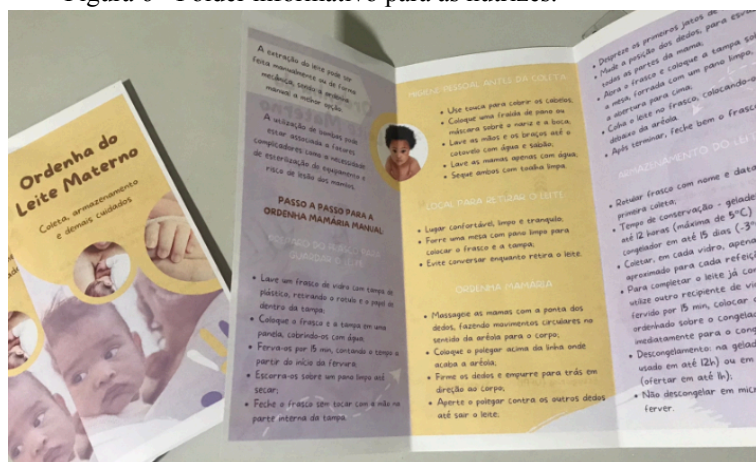 Figura 6 - Folder informativo para as nutrizes.
Ordenha do
Leite Materno
Coleta, armazenamento
e demais cuidados
A extração do leite pode ser
feita manualmente ou de forma
mecânica, sendo a ordenha
manual a melhor opção.
A utilização de bombas pode
estar associada a fatores
complicadores como a necessidade
de esterilização do equipamento e
risco de lesão dos mamilos.
PASSO A PASSO PARA A
ORDENHA MAMÁRIA MANUAL
PREPARO DO FRASCO PARA
GUARDAR O LEITE
• Lave um frasco de vidro com tampa de
plástico, retirando o rótulo e o papel de
dentro da tampa;
• Coloque o frasco e a tampa em uma
panela, cobrindo-os com água;
• Ferva-os por 15 min, contando o tempo a
partir do início da fervura;
• Escorra-os sobre um pano limpo até
secar;
• Feche o frasco sem tocar com a mão na
parte interna da tampa.
HIGIENE PESSOAL ANTES DA COLETA
• Use touca para cobrir os cabelos;
• Coloque uma fralda de pano ou
máscara sobre o nariz e a boca;
• Lave as mãos e os braços até o
cotovelo com água e sabão;
• Lave as mamas apenas com água;
• Seque ambos com toalha limpa.
LOCAL PARA RETIRAR O LEITE
• Lugar confortável, limpo e tranquilo;
• Forre uma mesa com pano limpo para
colocar o frasco e a tampa;
• Evite conversar enquanto retira o leite.
ORDENHA MAMÁRIA
• Massageie as mamas com a ponta dos
dedos, fazendo movimentos circulares no
sentido da aréola para o corpo;
• Coloque o polegar acima da linha onde
acaba a aréola;
• Firme os dedos e empurre para trás em
direção ao corpo;
• Aperte o polegar contra os outros dedos
até sair o leite.
• Despreze os primeiros jatos de
• Mude a posição dos dedos, para
todas as partes da mama;
• Abra o frasco e coloque a tampa
a mesa, forrada com um pano limpo,
a abertura para cima;
• Colha o leite no frasco, colocando-o
debaixo da aréola;
• Após terminar, feche bem o frasco
ARMAZENAMENTO DO
• Rotular frasco com nome e data
primeira coleta;
• Tempo de conservação -
até 12 horas (máxima de 5°C)
congelador em até 15 dias
• Coletar, em cada vidro,
aproximado para cada
• Para completar o leite já
utilize outro recipiente de
fervido por 15 min, colocar
ordenhado sobre o
imediatamente para o
• Descongelamento: na
usado em até 12h) ou em
(ofertar em até 1h);
• Não descongelar em
ferver.